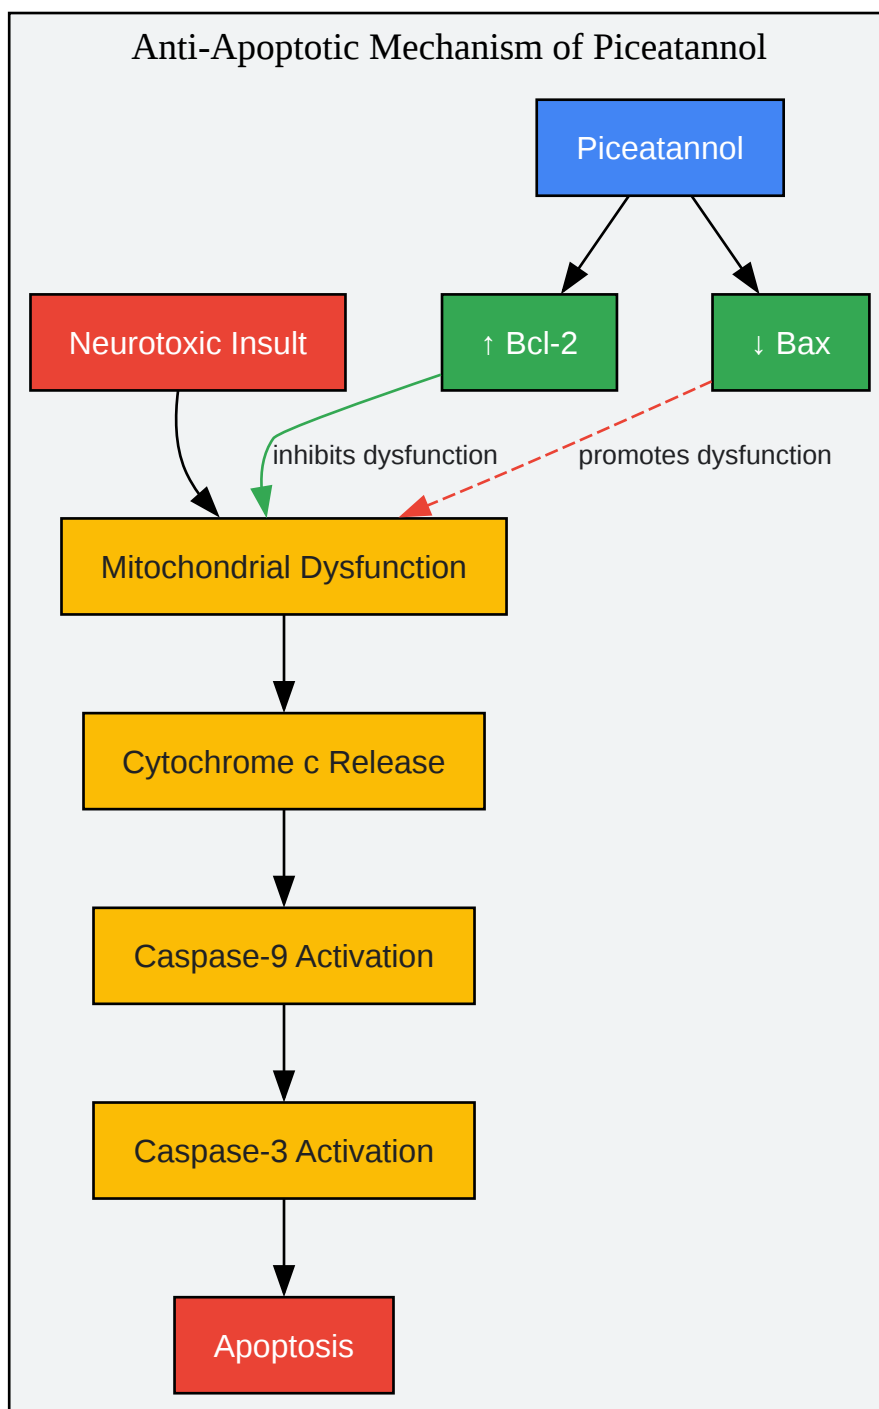 Anti-Apoptotic Mechanism of Piceatannol
Piceatannol
Neurotoxic Insult
↑ Bcl-2
↓ Bax
inhibits dysfunction
promotes dysfunction
Mitochondrial Dysfunction
Cytochrome c Release
Caspase-9 Activation
Caspase-3 Activation
Apoptosis